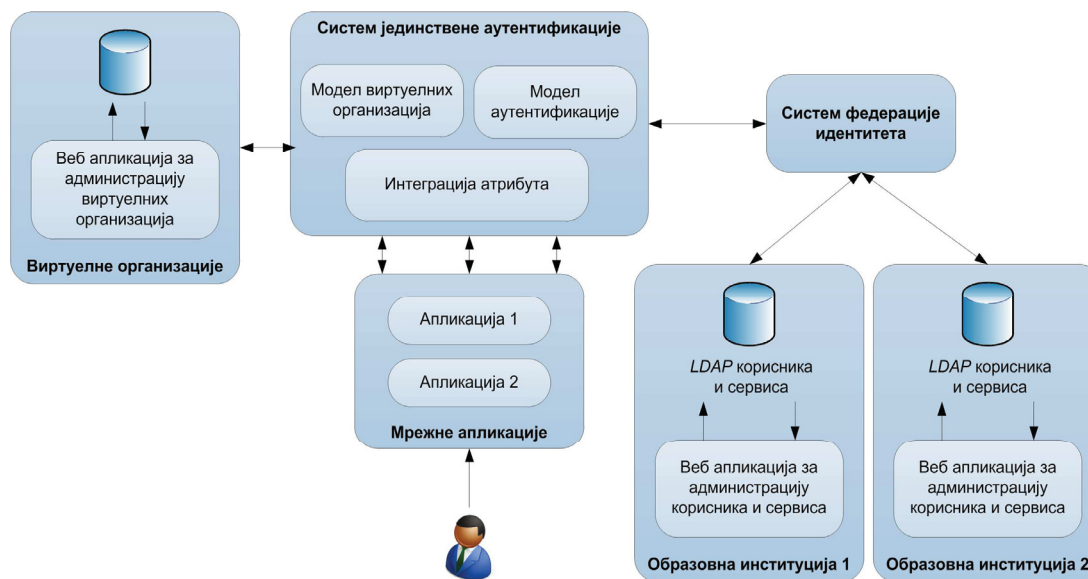 Систем јединствене аутентификације
Модел виртуелних
организација
Модел
аутентификације
Интеграција атрибута
Веб апликација за
администрацију
виртуелних
организација
Виртуелне организације
Систем федерације
идентитета
Апликација 1
Апликација 2
Мрежне апликације
LDAP корисника
и сервиса
Веб апликација за
администрацију
корисника и сервиса
Образовна институција 1
LDAP корисника
и сервиса
Веб апликација за
администрацију
корисника и сервиса
Образовна институција 2